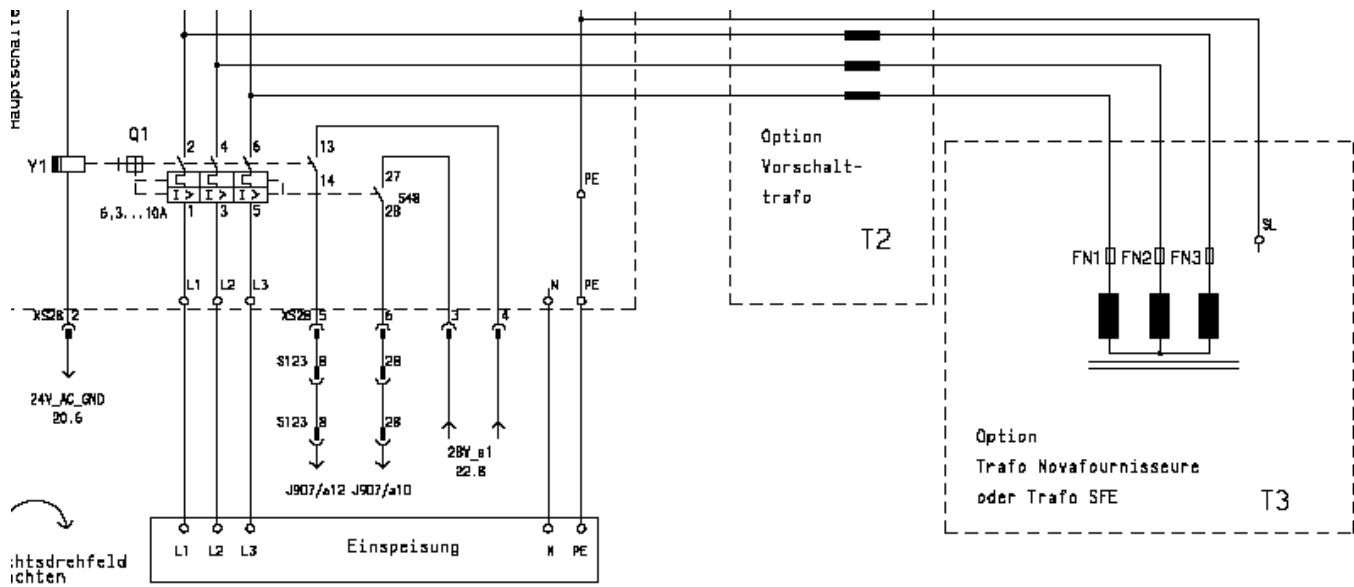 Hauptschalte
Q1
2 4 6
13
Y1
14
27
548
28
PE
I > I > I >
6,3...10A
1 3 5
Option
Vorschalt-
trafo
T2
SL
FN1 FN2 FN3
L1 L2 L3
N PE
XS28 2
XS28 5 6 3 4
S123 8 28
24V_AC_GND
20.6
S123 8 28
28V_a1
22.8
J907/a12 J907/a10
Option
Trafo Novafournisseure
oder Trafo SFE
T3
Einspeisung
L1 L2 L3 N PE
chtsdrehfeld
achten